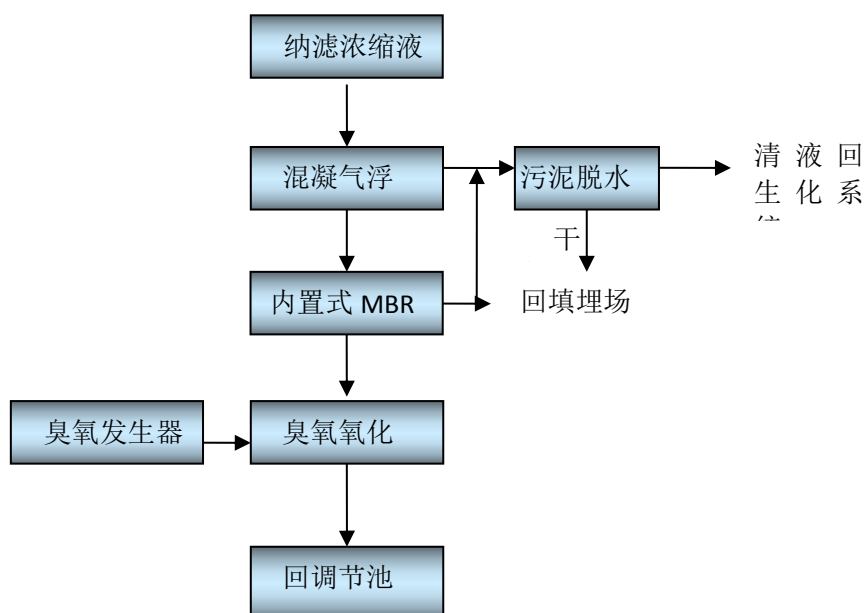 纳滤浓缩液
混凝气浮
污泥脱水
清液回
生化系
干
内置式 MBR
回填埋场
臭氧发生器
臭氧氧化
回调节池